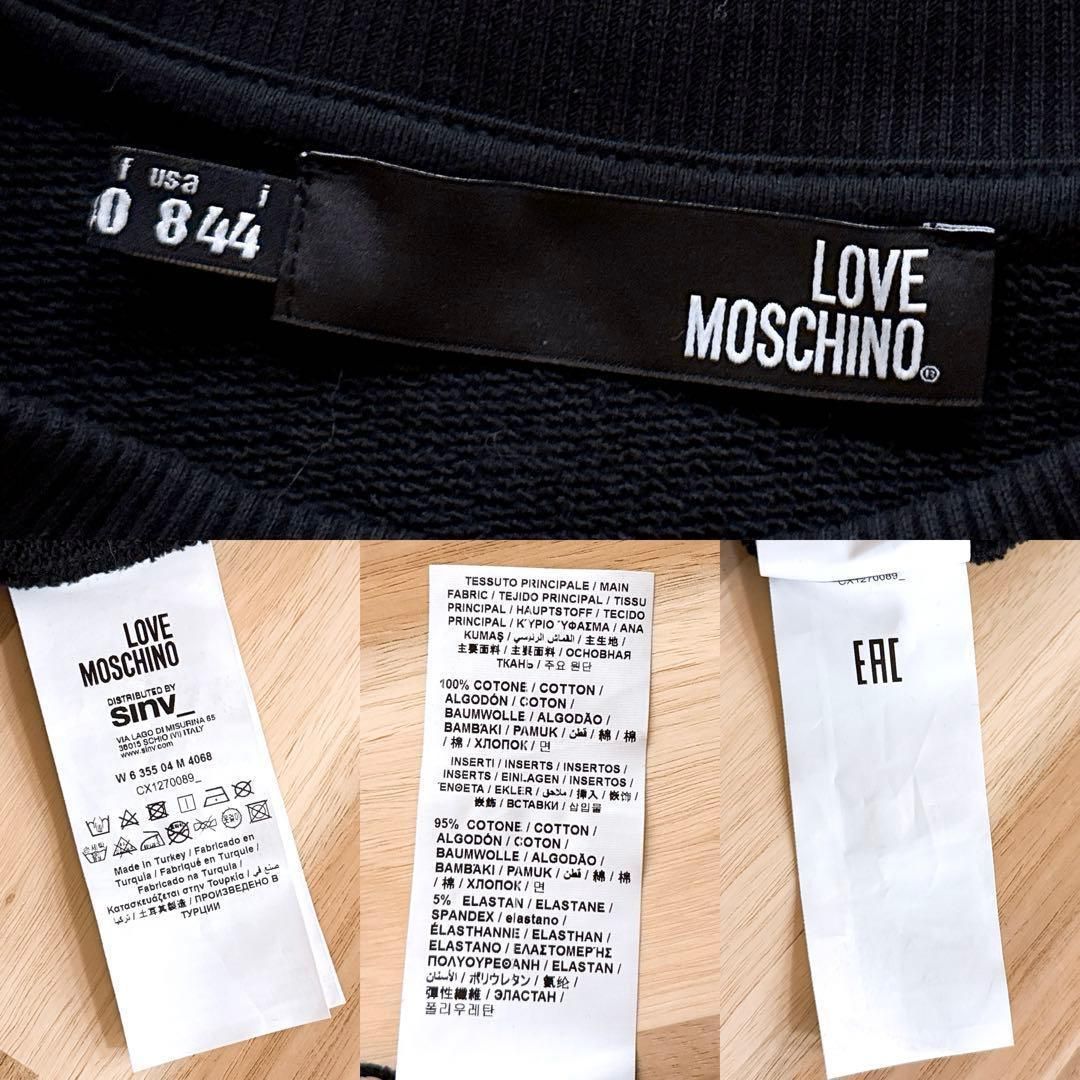 f usa i
0 8 44
LOVE
MOSCHINO®
LOVE
MOSCHINO
DISTRIBUTED BY
sinv_
VIA LAGO DI MISURINA 65
36015 SCHIO (VI) ITALY
www.sinv.com
W 6 355 04 M 4068
CX1270089_
Made in Turkey / Fabricado en
Turquía / Fabriqué en Turquie /
Fabricado na Turquia /
Κατασκευάζεται στην Τουρκία / صنع في
تركيا / 土耳其製造 / ПРОИЗВЕДЕНО В
ТУРЦИИ
TESSUTO PRINCIPALE / MAIN
FABRIC / TEJIDO PRINCIPAL / TISSU
PRINCIPAL / HAUPTSTOFF / TECIDO
PRINCIPAL / ΚΎΡΙΟ ΎΦΑΣΜΑ / ANA
KUMAŞ / القماش الرئوسي / 主生地 /
主要面料 / 主要面料 / ОСНОВНАЯ
ТКАНЬ / 주요 원단
100% COTONE / COTTON /
ALGODÓN / COTON /
BAUMWOLLE / ALGODÃO /
ΒΑΜΒΑΚΙ / PAMUK / قطن / 綿 / 棉
/ 棉 / ХЛОПОК / 면
INSERTI / INSERTS / INSERTOS /
INSERTS / EINLAGEN / INSERTOS /
ΈΝΘΕΤΑ / EKLER / ملاحق / 挿入 / 嵌饰 /
嵌飾 / ВСТАВКИ / 삽입물
95% COTONE / COTTON /
ALGODÓN / COTON /
BAUMWOLLE / ALGODÃO /
ΒΑΜΒΑΚΙ / PAMUK / قطن / 綿 / 棉
/ 棉 / ХЛОПОК / 면
5% ELASTAN / ELASTANE /
SPANDEX / elastano /
ÉLASTHANNE / ELASTHAN /
ELASTANO / ΕΛΑΣΤΟΜΕΡΉΣ
ΠΟΛΥΟΥΡΕΘΑΝΗ / ELASTAN /
الأسنان / ポリウレタン / 氨纶 /
彈性纖維 / ЭЛАСТАН /
폴리우레탄
CX1270089_
EAC